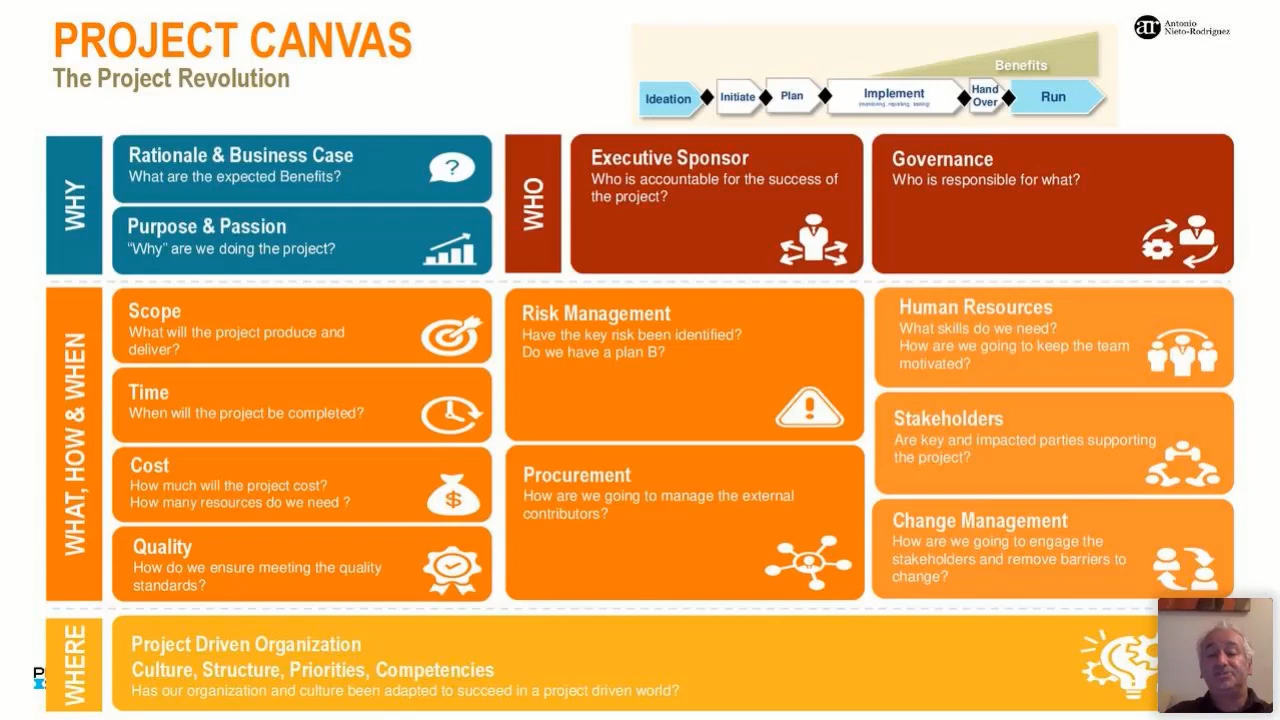 PROJECT CANVAS
The Project Revolution
ar
Antonio
Nieto-Rodriguez
Benefits
Ideation
Initiate
Plan
Implement
(monitoring, reporting, testing)
Hand
Over
Run
WHY
Rationale & Business Case
What are the expected Benefits?
Purpose & Passion
“Why” are we doing the project?
WHO
Executive Sponsor
Who is accountable for the success of
the project?
Governance
Who is responsible for what?
WHAT, HOW & WHEN
Scope
What will the project produce and
deliver?
Time
When will the project be completed?
Cost
How much will the project cost?
How many resources do we need ?
$
Quality
How do we ensure meeting the quality
standards?
Risk Management
Have the key risk been identified?
Do we have a plan B?
Procurement
How are we going to manage the external
contributors?
Human Resources
What skills do we need?
How are we going to keep the team
motivated?
Stakeholders
Are key and impacted parties supporting
the project?
Change Management
How are we going to engage the
stakeholders and remove barriers to
change?
WHERE
Project Driven Organization
Culture, Structure, Priorities, Competencies
Has our organization and culture been adapted to succeed in a project driven world?